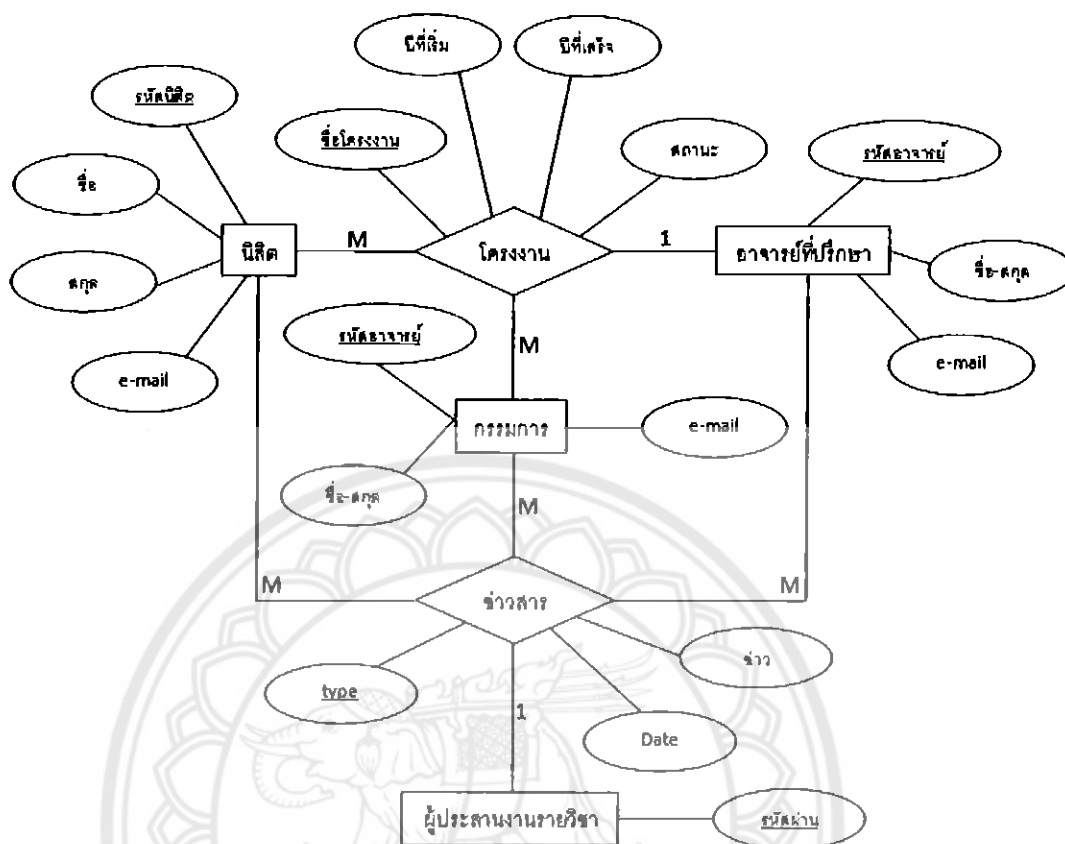 ปีที่เริ่ม
ปีที่เสร็จ
รหัสนิสิต
ชื่อโครงงาน
สถานะ
รหัสอาจารย์
ชื่อ
นิสิต
M
โครงงาน
1
อาจารย์ที่ปรึกษา
สกุล
ชื่อ-สกุล
รหัสอาจารย์
M
e-mail
e-mail
กรรมการ
e-mail
ชื่อ-สกุล
M
M
ข่าวสาร
M
type
ข่าว
1
Date
ผู้ประสานงานรายวิชา
รหัสผ่าน